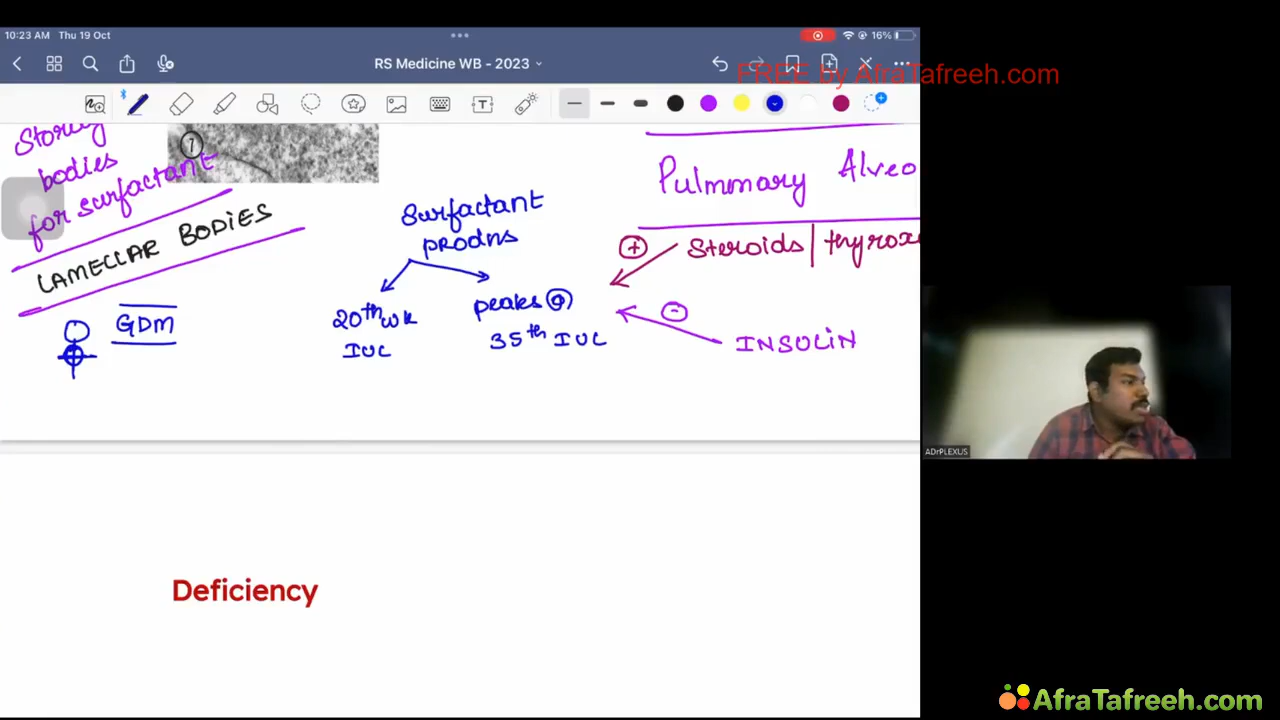 10:23 AM Thu 19 Oct
16%
RS Medicine WB - 2023
FREE by AfraTafreeh.com
T
Storing
bodies
for surfactant
1
LAMELLAR BODIES
GDM
Surfactant
prodns
20th wk
IUL
peaks @
35th IUL
Pulmmary Alveo
+ Steroids | thyrox
-
INSULIN
ADrPLEXUS
Deficiency
AfraTafreeh.com